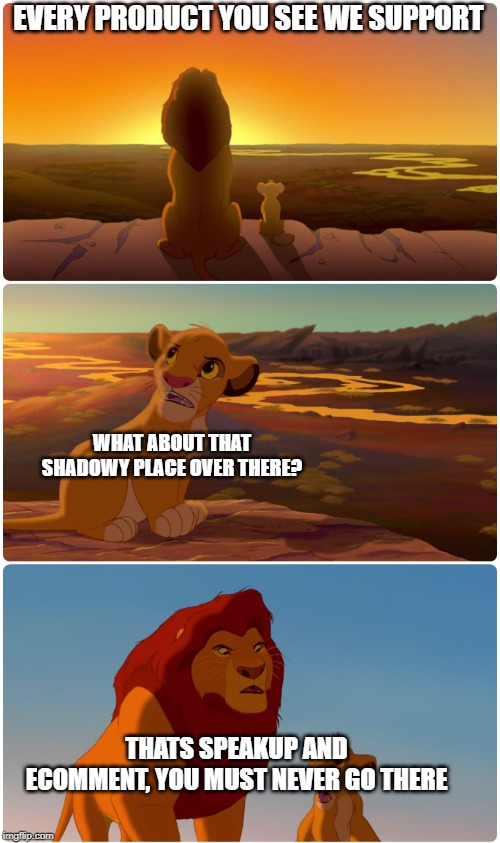 EVERY PRODUCT YOU SEE WE SUPPORT
WHAT ABOUT THAT
SHADOWY PLACE OVER THERE?
THATS SPEAKUP AND
ECOMMENT, YOU MUST NEVER GO THERE
imgflip.com